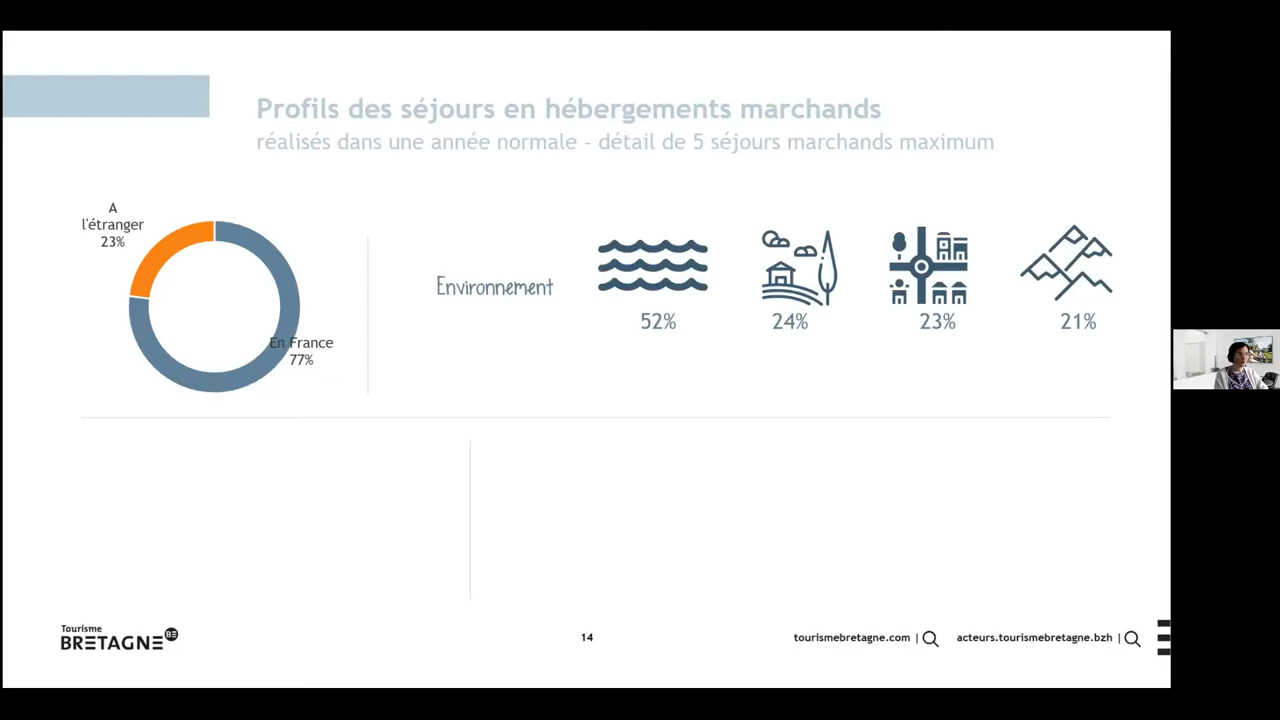 Profils des séjours en hébergements marchands
réalisés dans une année normale - détail de 5 séjours marchands maximum
A
l'étranger
23%
En France
77%
Environnement
52%
24%
23%
21%
Tourisme
BRETAGNE BE
14
tourismebretagne.com |
acteurs.tourismebretagne.bzh |